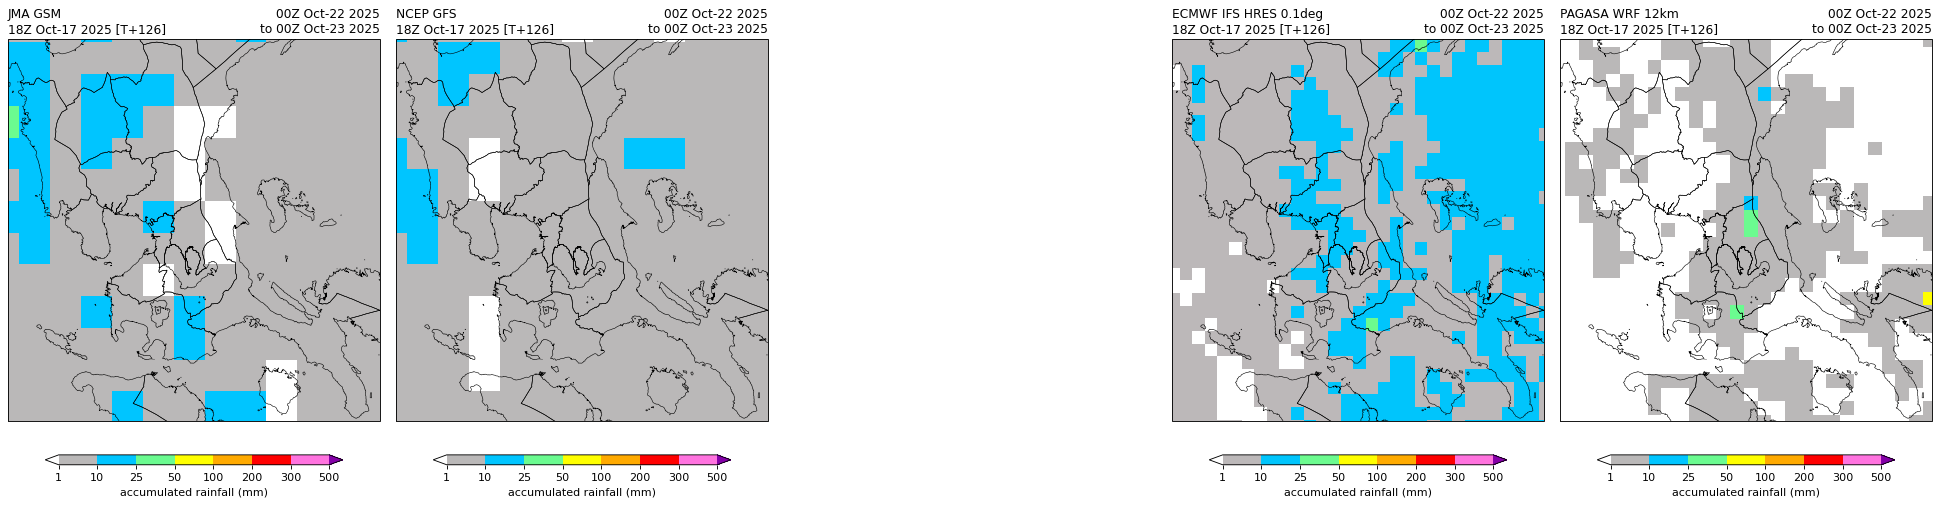 JMA GSM 00Z Oct-22 2025
18Z Oct-17 2025 [T+126] to 00Z Oct-23 2025
NCEP GFS 00Z Oct-22 2025
18Z Oct-17 2025 [T+126] to 00Z Oct-23 2025
ECMWF IFS HRES 0.1deg 00Z Oct-22 2025
18Z Oct-17 2025 [T+126] to 00Z Oct-23 2025
PAGASA WRF 12km 00Z Oct-22 2025
18Z Oct-17 2025 [T+126] to 00Z Oct-23 2025
1 10 25 50 100 200 300 500
accumulated rainfall (mm)
1 10 25 50 100 200 300 500
accumulated rainfall (mm)
1 10 25 50 100 200 300 500
accumulated rainfall (mm)
1 10 25 50 100 200 300 500
accumulated rainfall (mm)